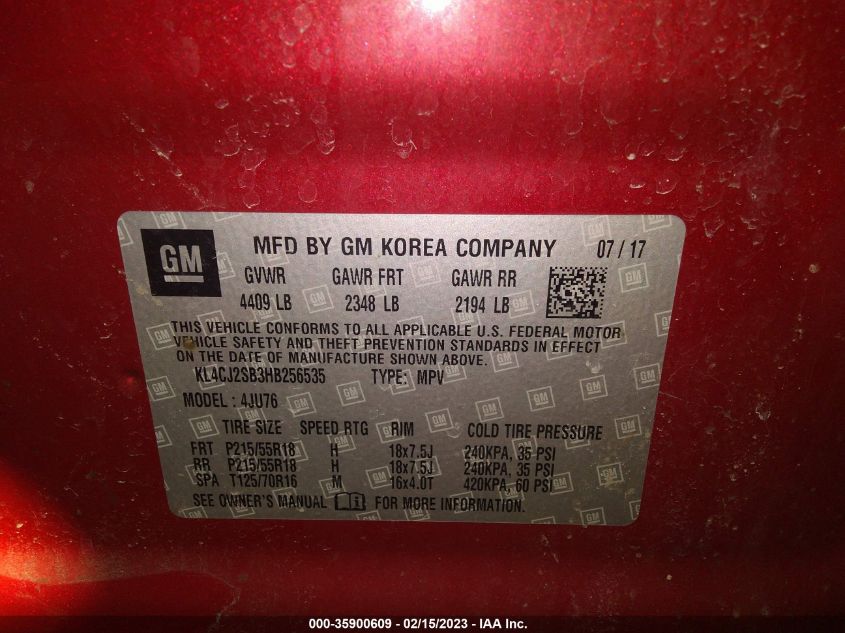 GM MFD BY GM KOREA COMPANY 07/17
GVWR GAWR FRT GAWR RR
4409 LB 2348 LB 2194 LB
THIS VEHICLE CONFORMS TO ALL APPLICABLE U.S. FEDERAL MOTOR
VEHICLE SAFETY AND THEFT PREVENTION STANDARDS IN EFFECT
ON THE DATE OF MANUFACTURE SHOWN ABOVE.
KL4CJ2SB3HB256535 TYPE: MPV
MODEL: 4JU76
TIRE SIZE SPEED RTG RIM COLD TIRE PRESSURE
FRT P215/55R18 H 18x7.5J 240KPA, 35 PSI
RR P215/55R18 H 18x7.5J 240KPA, 35 PSI
SPA T125/70R16 M 16x4.0T 420KPA, 60 PSI
SEE OWNER'S MANUAL FOR MORE INFORMATION.
000-35900609 - 02/15/2023 - IAA Inc.